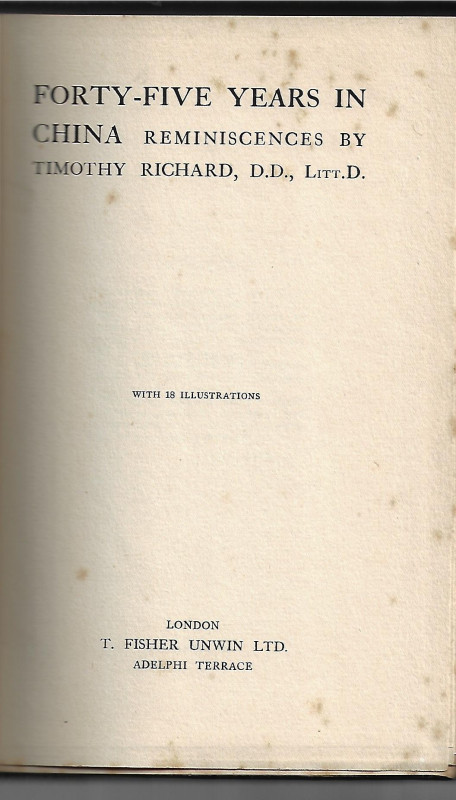 FORTY-FIVE YEARS IN
CHINA REMINISCENCES BY
TIMOTHY RICHARD, D.D., LITT.D.
WITH 18 ILLUSTRATIONS
LONDON
T. FISHER UNWIN LTD.
ADELPHI TERRACE